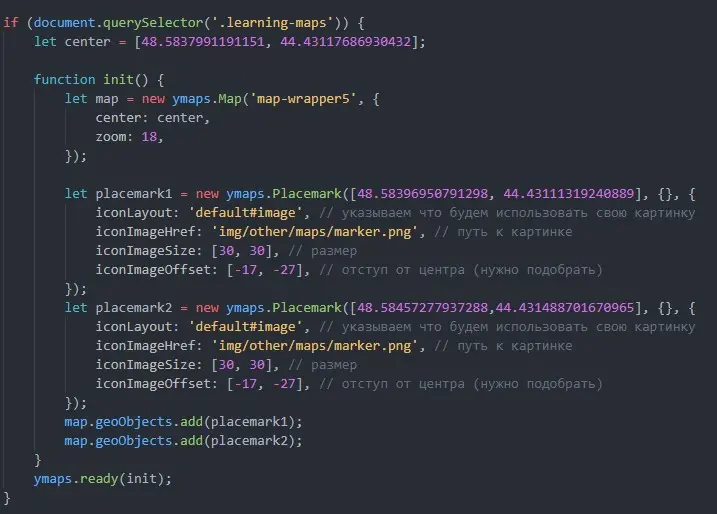 if (document.querySelector('.learning-maps')) {
let center = [48.5837991191151, 44.43117686930432];
function init() {
let map = new ymaps.Map('map-wrapper5', {
center: center,
zoom: 18,
});
let placemark1 = new ymaps.Placemark([48.58396950791298, 44.43111319240889], {}, {
iconLayout: 'default#image', // указываем что будем использовать свою картинку
iconImageHref: 'img/other/maps/marker.png', // путь к картинке
iconImageSize: [30, 30], // размер
iconImageOffset: [-17, -27], // отступ от центра (нужно подобрать)
});
let placemark2 = new ymaps.Placemark([48.58457277937288,44.431488701670965], {}, {
iconLayout: 'default#image', // указываем что будем использовать свою картинку
iconImageHref: 'img/other/maps/marker.png', // путь к картинке
iconImageSize: [30, 30], // размер
iconImageOffset: [-17, -27], // отступ от центра (нужно подобрать)
});
map.geoObjects.add(placemark1);
map.geoObjects.add(placemark2);
}
ymaps.ready(init);
}